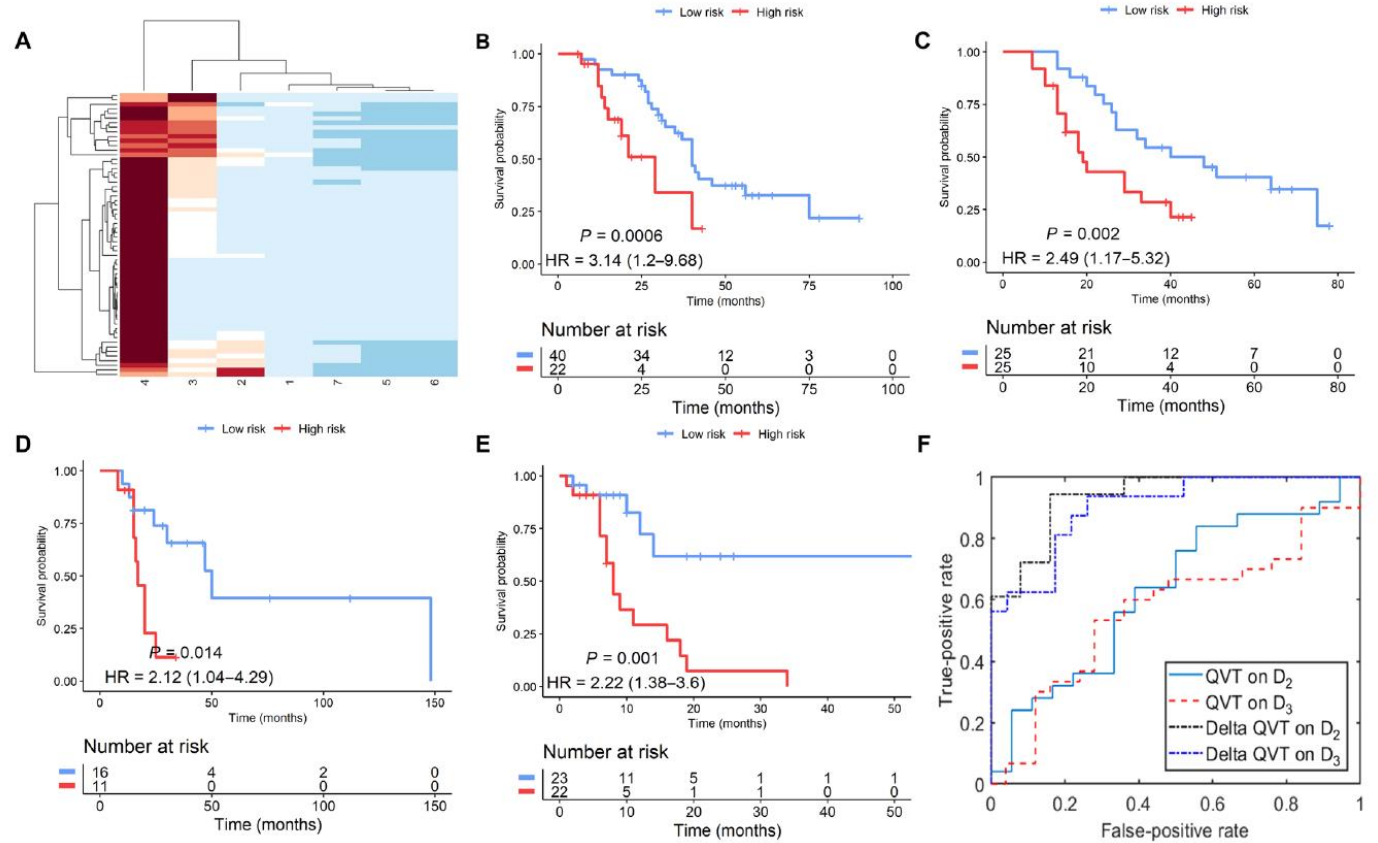 A
4 3 2 1 7 5 6
B
Low risk High risk
Survival probability
1.00
0.75
0.50
0.25
0.00
P = 0.0006
HR = 3.14 (1.2–9.68)
0 25 50 75 100
Time (months)
Number at risk
40 34 12 3 0
22 4 0 0 0
0 25 50 75 100
Time (months)
C
Low risk High risk
Survival probability
1.00
0.75
0.50
0.25
0.00
P = 0.002
HR = 2.49 (1.17–5.32)
0 20 40 60 80
Time (months)
Number at risk
25 21 12 7 0
25 10 4 0 0
0 20 40 60 80
Time (months)
D
Low risk High risk
Survival probability
1.00
0.75
0.50
0.25
0.00
P = 0.014
HR = 2.12 (1.04–4.29)
0 50 100 150
Time (months)
Number at risk
16 4 2 0
11 0 0 0
0 50 100 150
Time (months)
E
Low risk High risk
Survival probability
1.00
0.75
0.50
0.25
0.00
P = 0.001
HR = 2.22 (1.38–3.6)
0 10 20 30 40 50
Time (months)
Number at risk
23 11 5 1 1 1
22 5 1 1 0 0
0 10 20 30 40 50
Time (months)
F
True-positive rate
1
0.8
0.6
0.4
0.2
0
QVT on D2
QVT on D3
Delta QVT on D2
Delta QVT on D3
0 0.2 0.4 0.6 0.8 1
False-positive rate